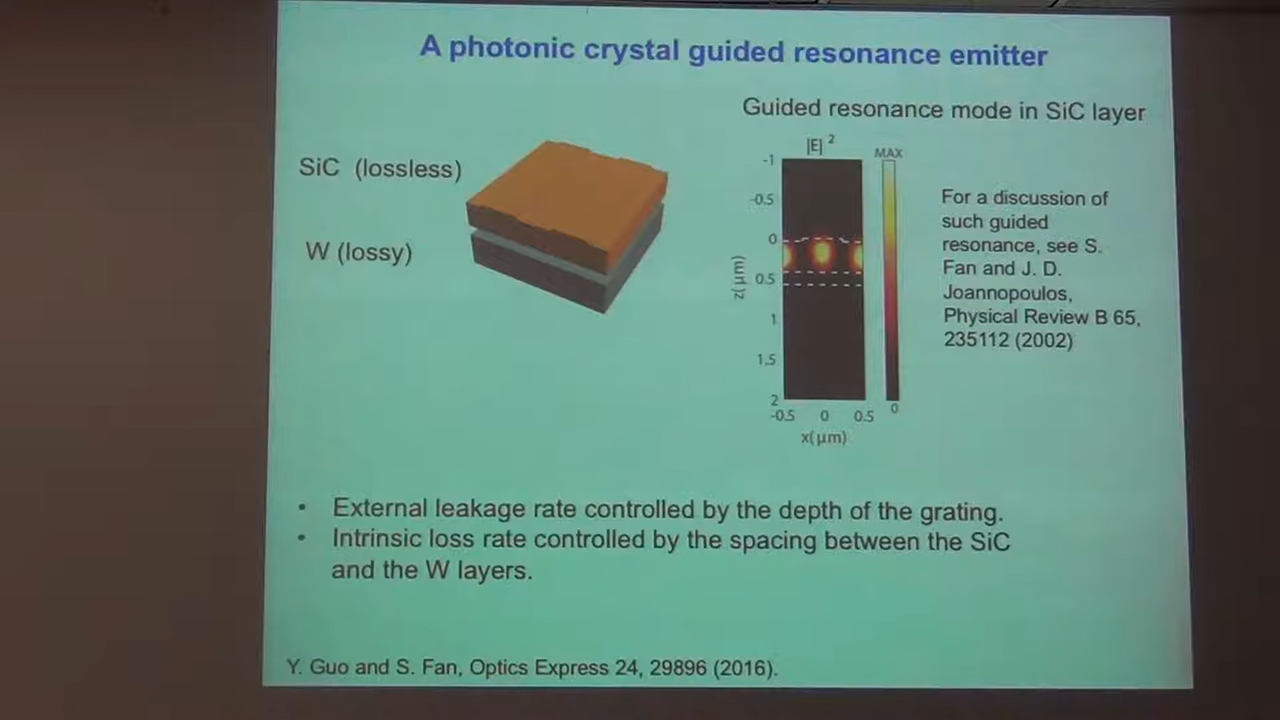 A photonic crystal guided resonance emitter
Guided resonance mode in SiC layer
SiC (lossless)
W (lossy)
|E| 2
MAX
-1
-0.5
0
0.5
1
1.5
2
z(μm)
-0.5 0 0.5
x(μm)
0
For a discussion of
such guided
resonance, see S.
Fan and J. D.
Joannopoulos,
Physical Review B 65,
235112 (2002)
• External leakage rate controlled by the depth of the grating.
• Intrinsic loss rate controlled by the spacing between the SiC
and the W layers.
Y. Guo and S. Fan, Optics Express 24, 29896 (2016).